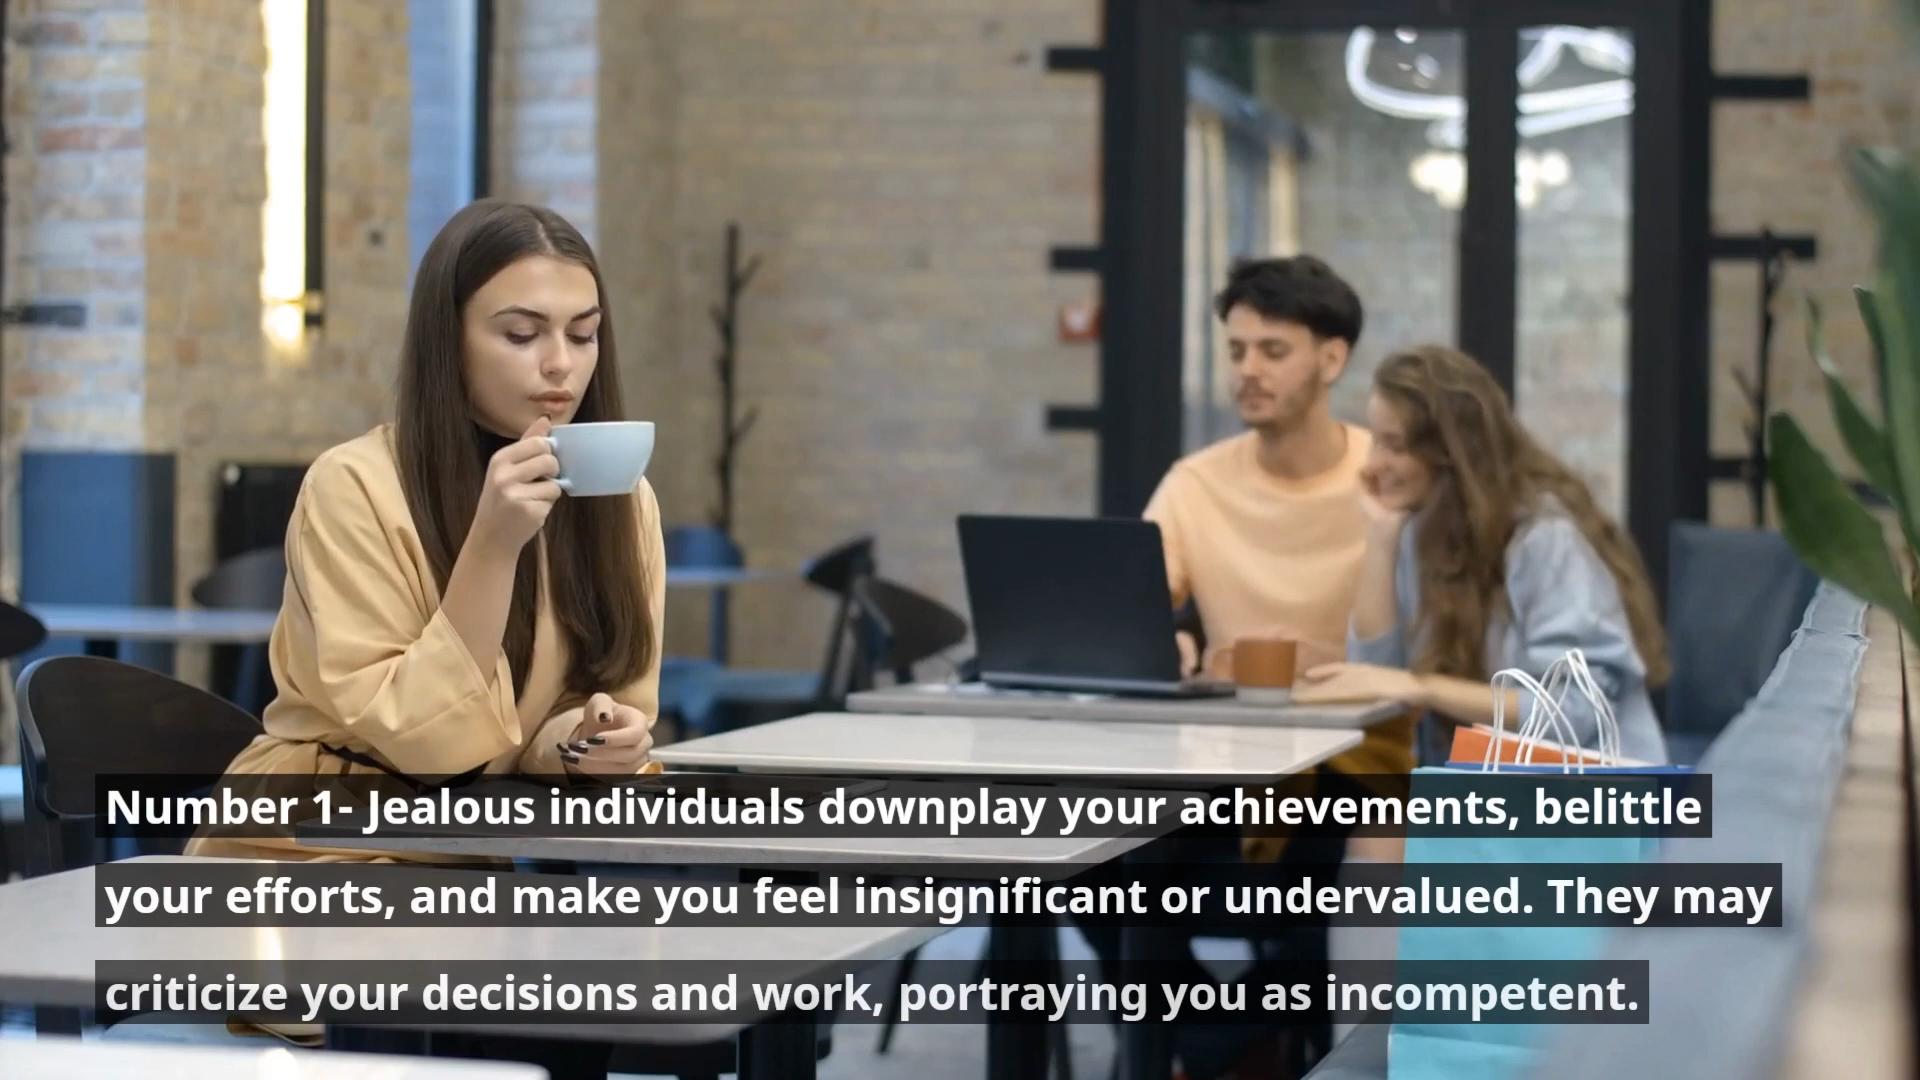 Number 1- Jealous individuals downplay your achievements, belittle
your efforts, and make you feel insignificant or undervalued. They may
criticize your decisions and work, portraying you as incompetent.